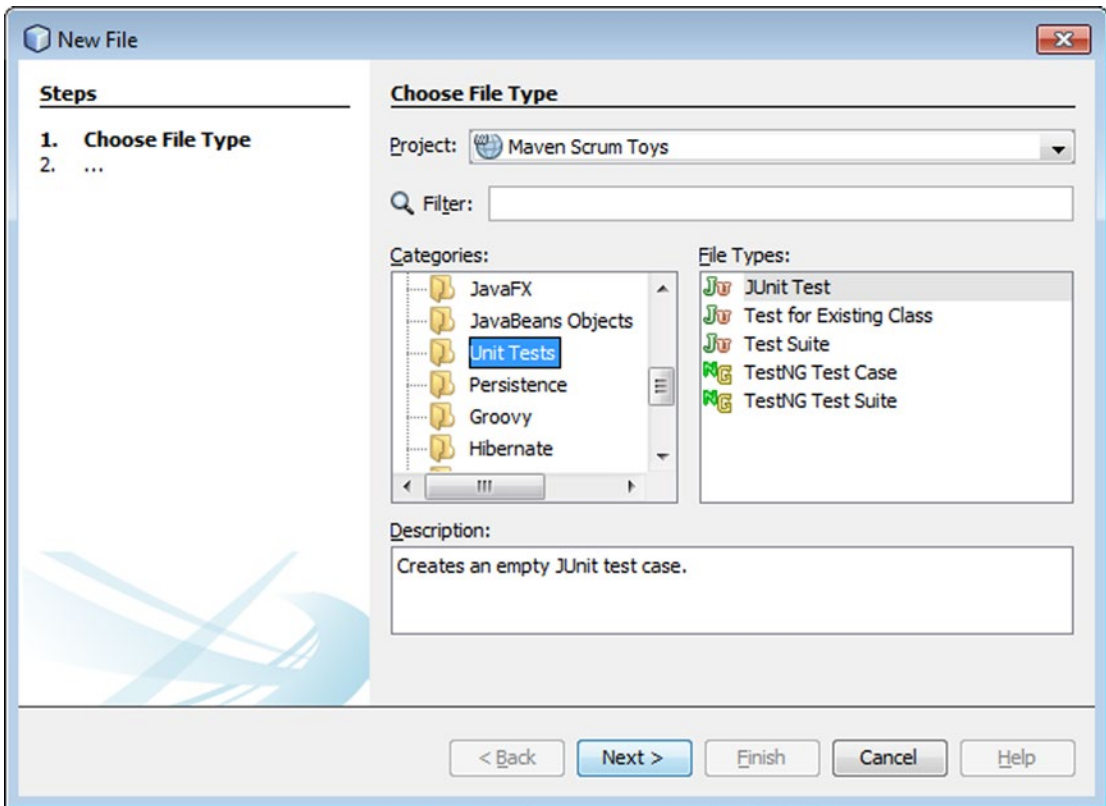 New File
Steps
1. Choose File Type
2. ...
Choose File Type
Project: Maven Scrum Toys
Filter:
Categories:
JavaFX
JavaBeans Objects
Unit Tests
Persistence
Groovy
Hibernate
File Types:
JUnit Test
Test for Existing Class
Test Suite
TestNG Test Case
TestNG Test Suite
Description:
Creates an empty JUnit test case.
< Back
Next >
Finish
Cancel
Help